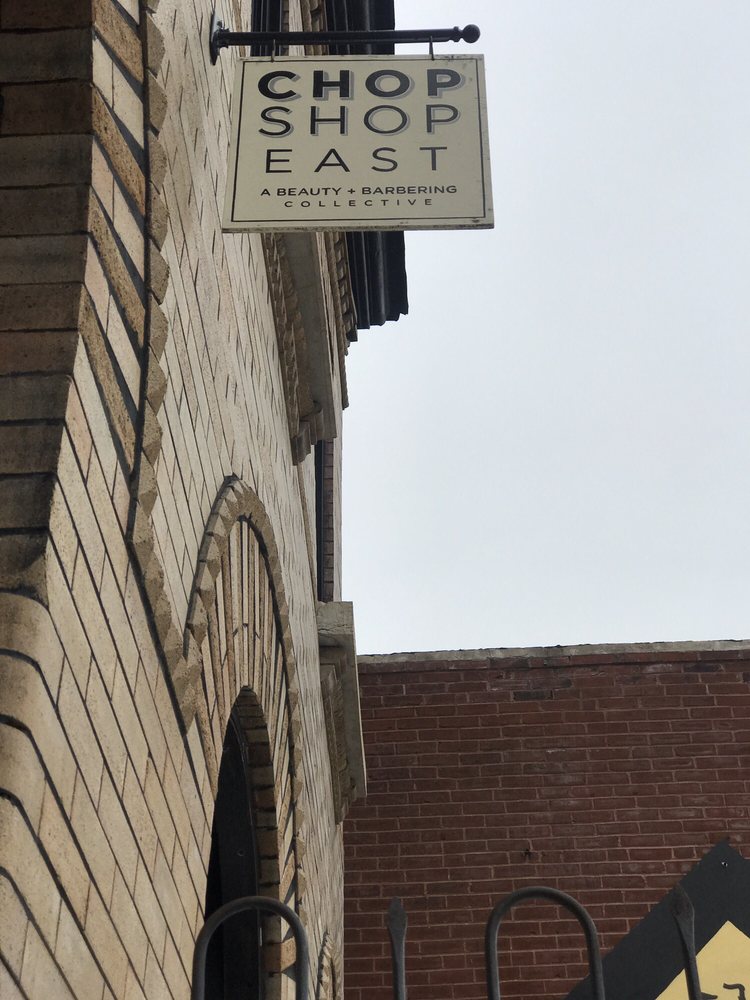 CHOP
SHOP
EAST
A BEAUTY + BARBERING
COLLECTIVE